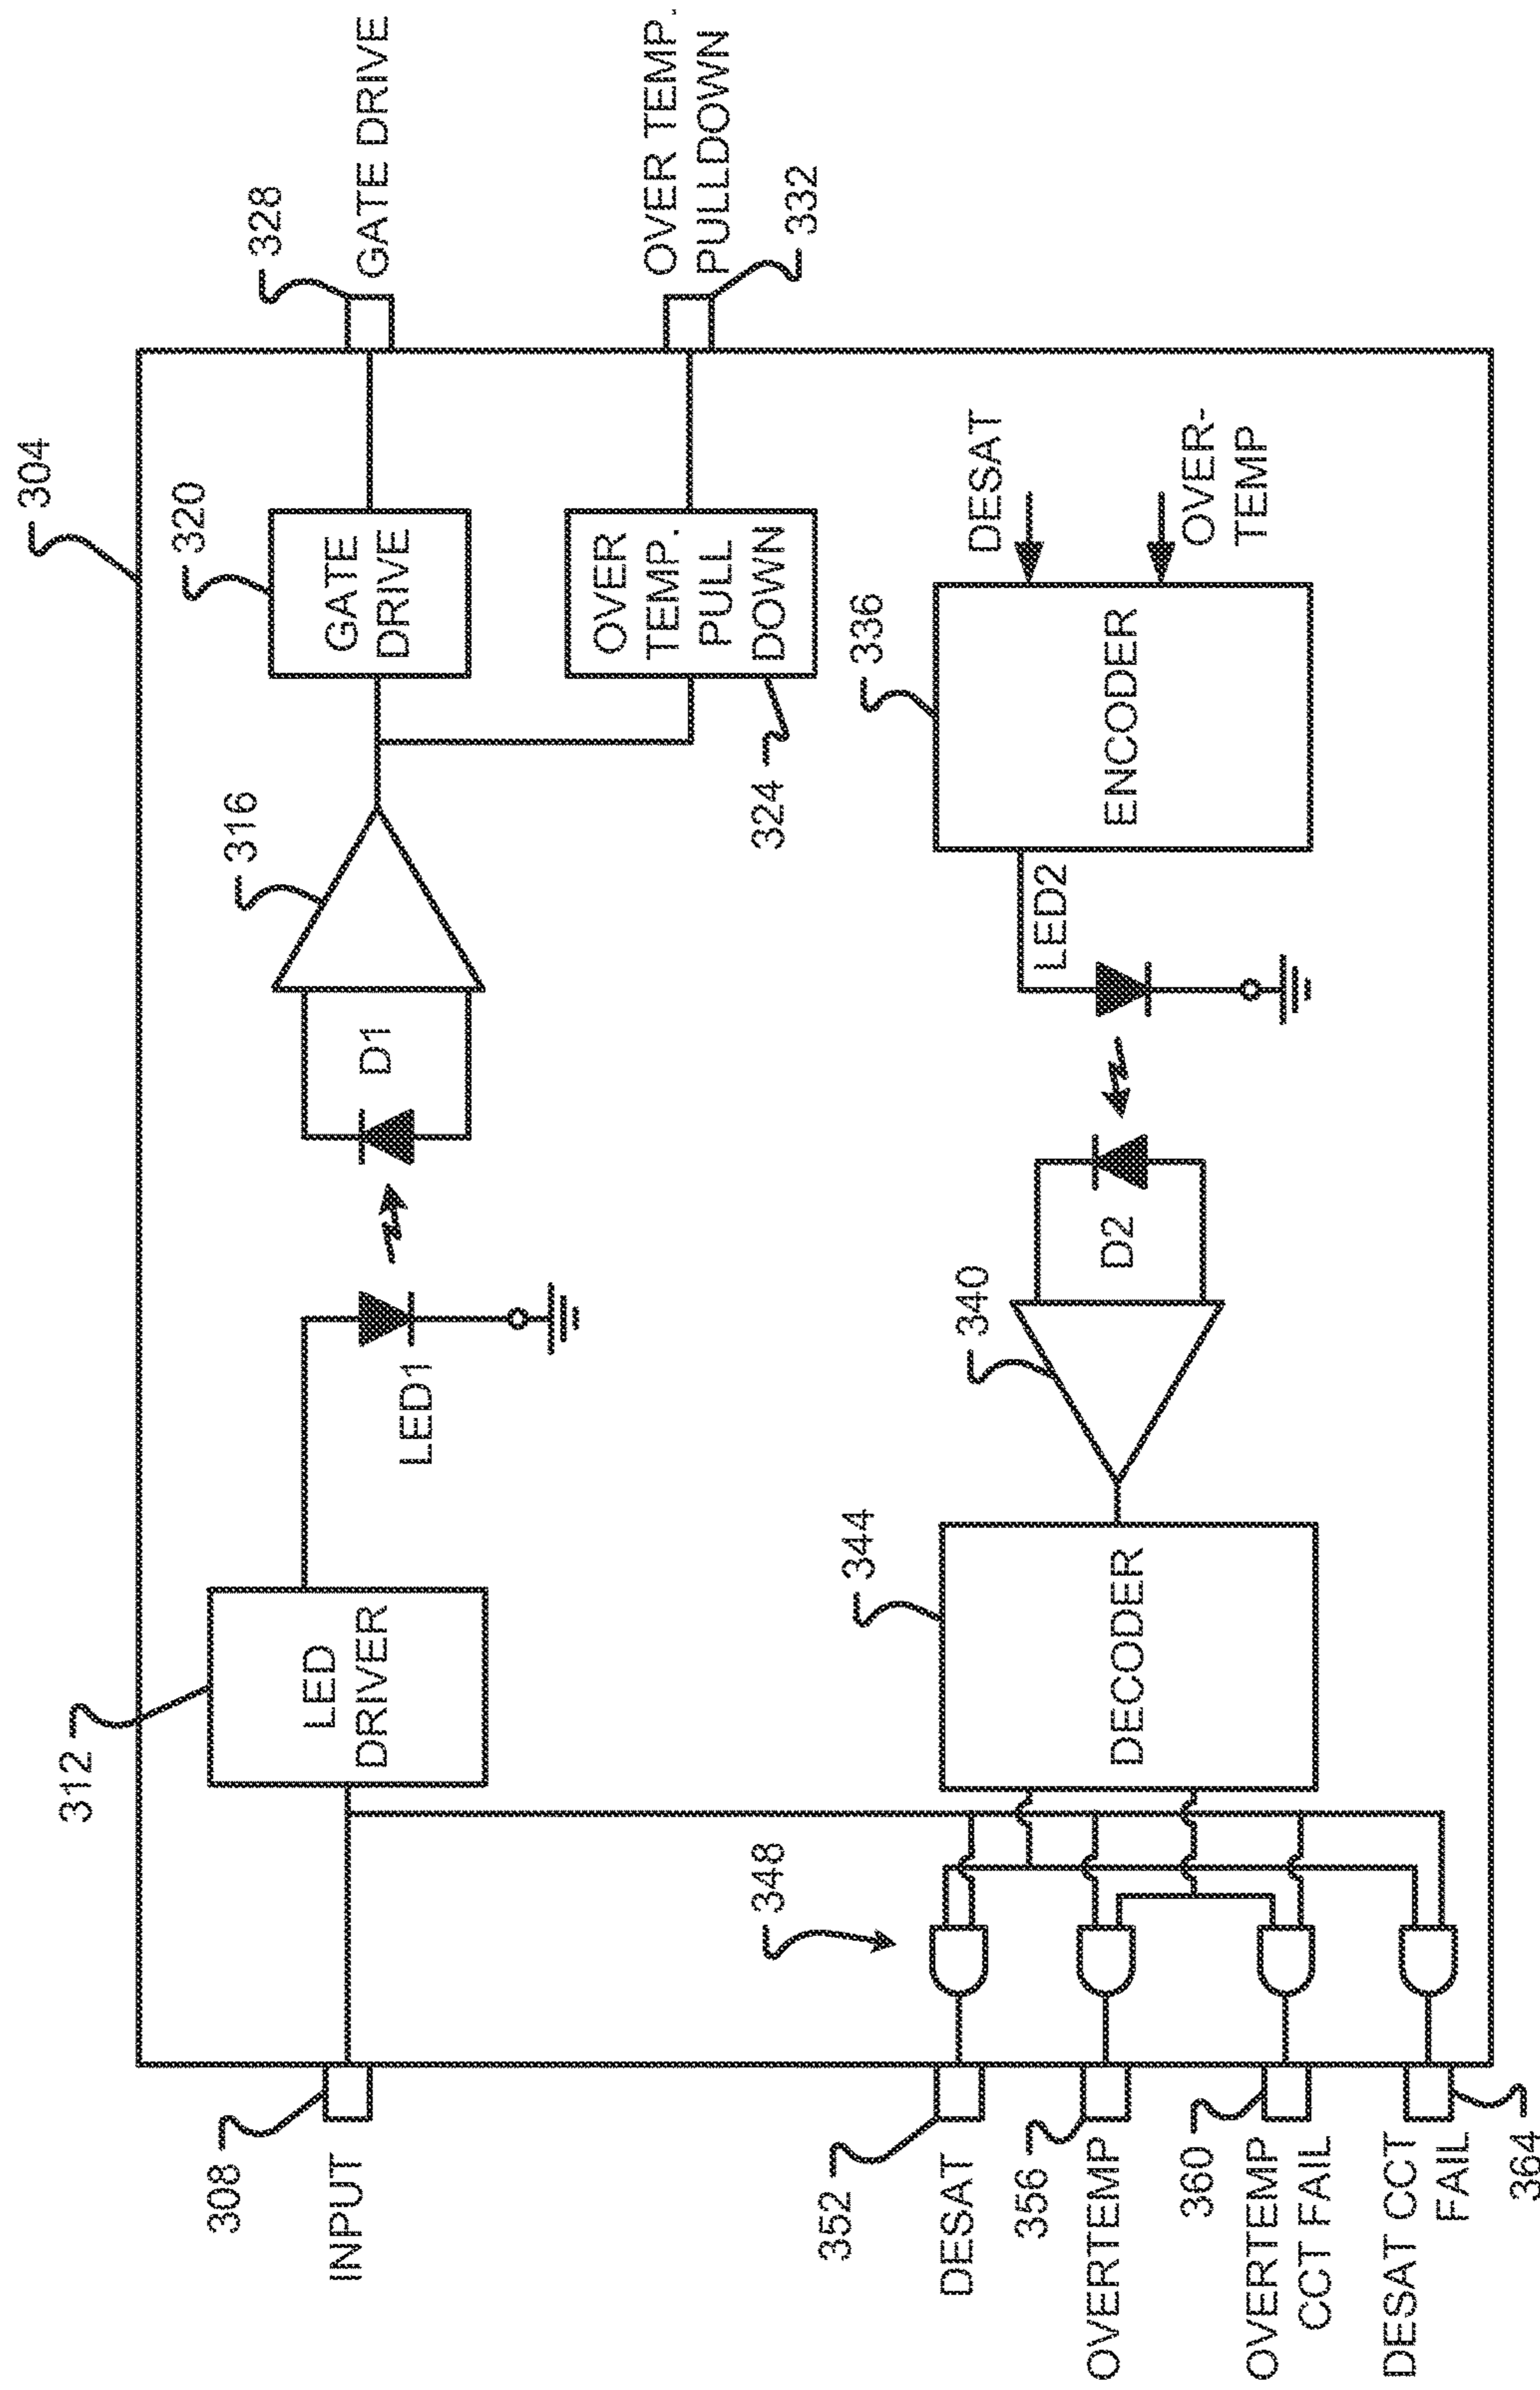 304
312
LED
DRIVER
LED1
D1
316
320
GATE
DRIVE
328
GATE DRIVE
308
INPUT
OVER
TEMP.
PULL
DOWN
324
OVER TEMP.
PULLDOWN
332
348
344
DECODER
340
D2
LED2
336
ENCODER
DESAT
OVER-
TEMP
352
DESAT
356
OVERTEMP
360
OVERTEMP
CCT FAIL
DESAT CCT
FAIL
364